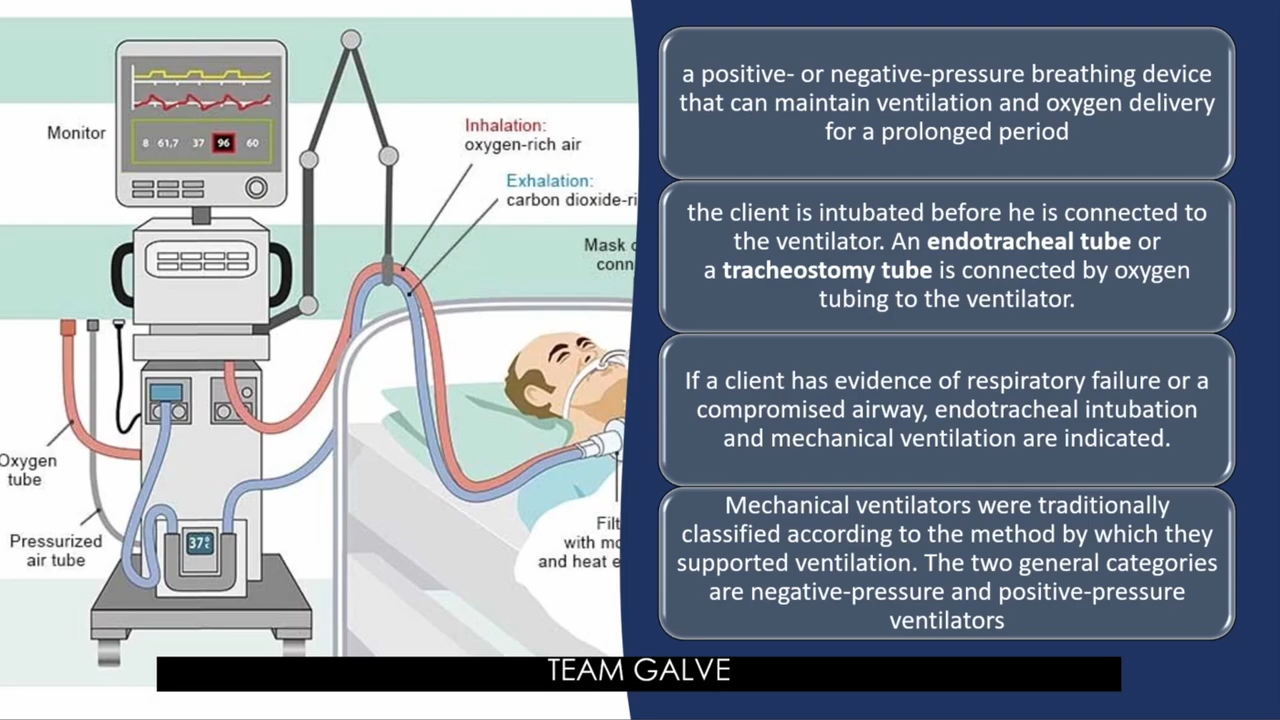 Monitor
8 61,7 37 96 60
Inhalation:
oxygen-rich air
Exhalation:
carbon dioxide-ri
Mask
conn
Oxygen
tube
Pressurized
air tube
37°C
Filt
with mo
and heat e
a positive- or negative-pressure breathing device
that can maintain ventilation and oxygen delivery
for a prolonged period
the client is intubated before he is connected to
the ventilator. An endotracheal tube or
a tracheostomy tube is connected by oxygen
tubing to the ventilator.
If a client has evidence of respiratory failure or a
compromised airway, endotracheal intubation
and mechanical ventilation are indicated.
Mechanical ventilators were traditionally
classified according to the method by which they
supported ventilation. The two general categories
are negative-pressure and positive-pressure
ventilators
TEAM GALVE